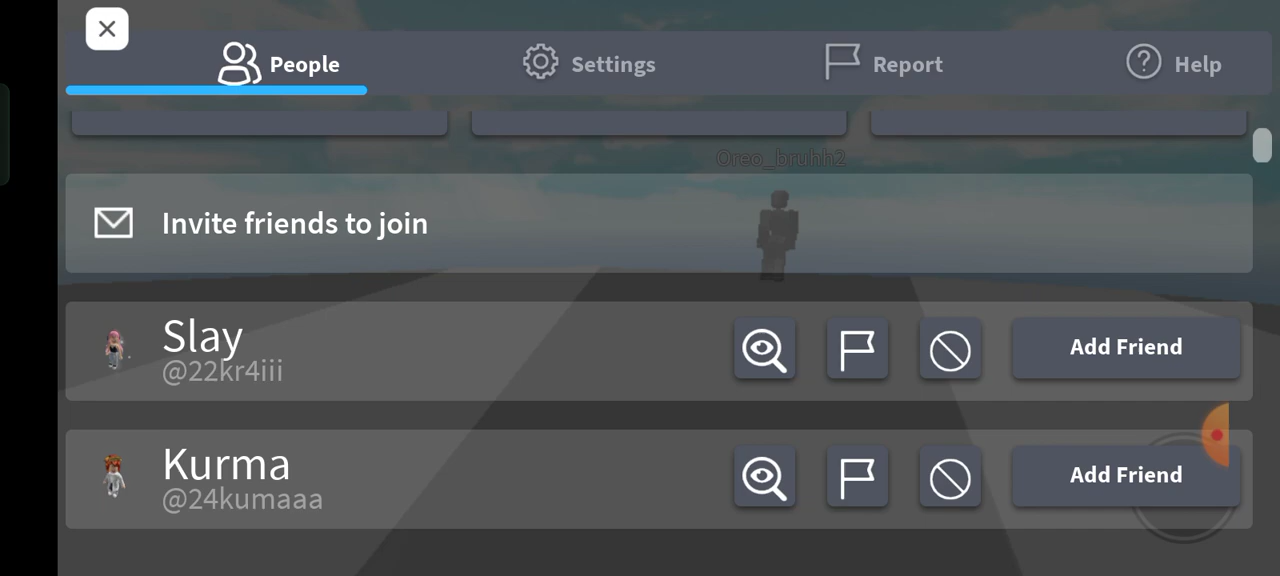 People
Settings
Report
Help
Oreo_bruhh2
Invite friends to join
Slay
@22kr4iii
Add Friend
Kurma
@24kumaaa
Add Friend